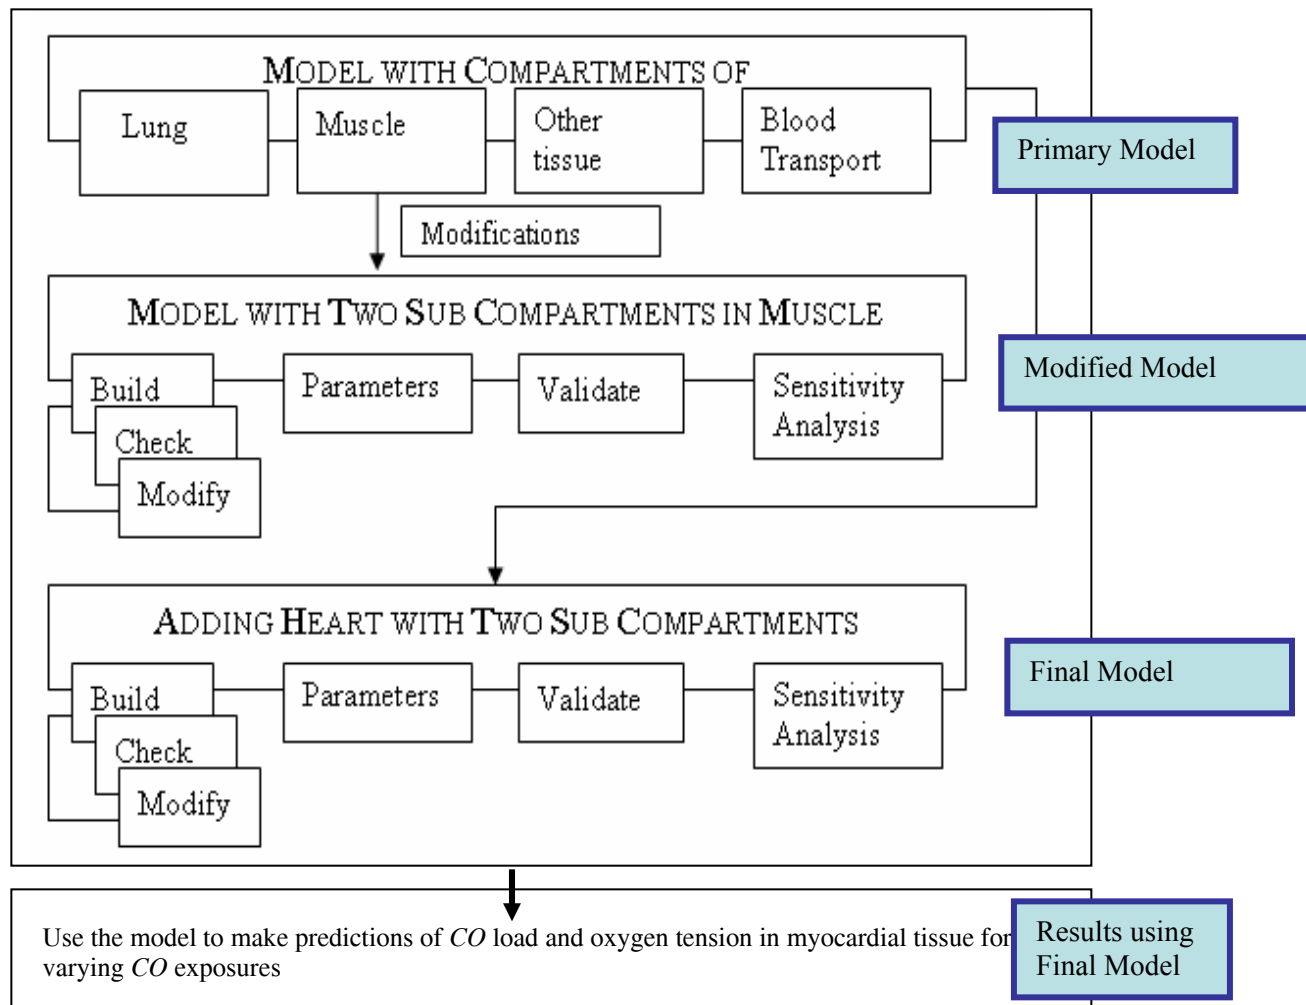 MODEL WITH COMPARTMENTS OF
Lung
Muscle
Other
tissue
Blood
Transport
Primary Model
Modifications
MODEL WITH TWO SUB COMPARTMENTS IN MUSCLE
Modified Model
Build
Check
Modify
Parameters
Validate
Sensitivity
Analysis
ADDING HEART WITH TWO SUB COMPARTMENTS
Final Model
Build
Check
Modify
Parameters
Validate
Sensitivity
Analysis
Use the model to make predictions of CO load and oxygen tension in myocardial tissue for
varying CO exposures
Results using
Final Model